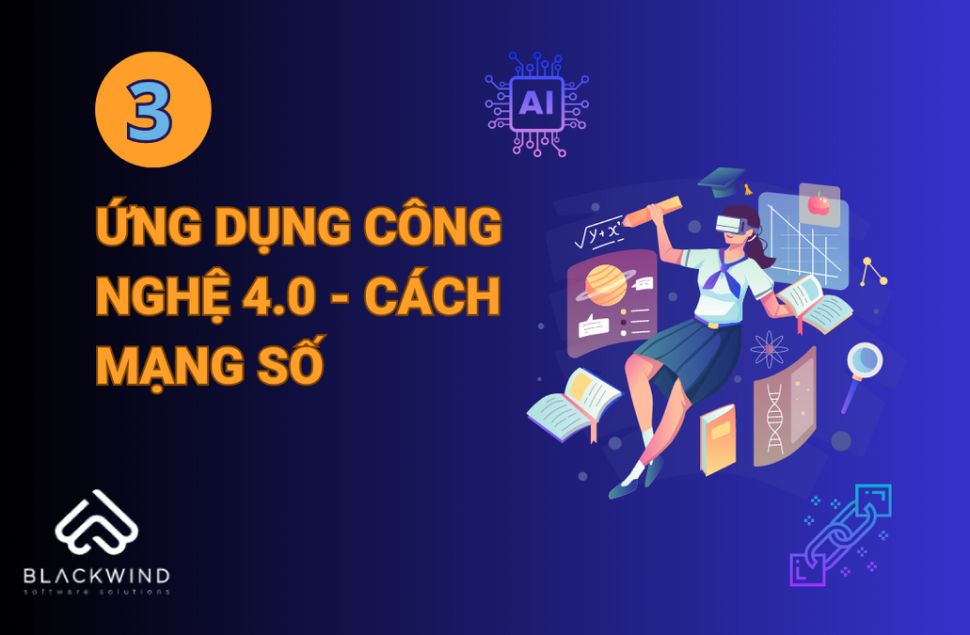 3
AI
ỨNG DỤNG CÔNG
NGHỆ 4.0 - CÁCH
MẠNG SỐ
√y+x'
BLACKWIND
software solutions